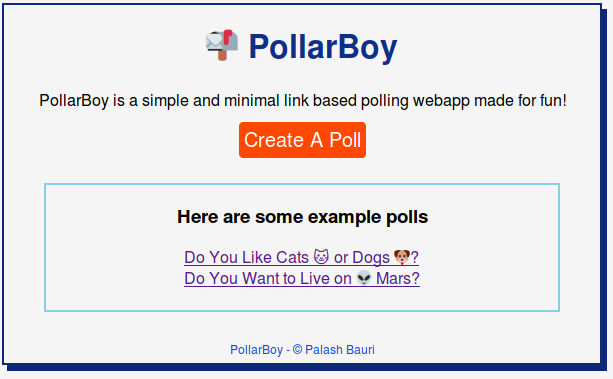 📬 PollarBoy
PollarBoy is a simple and minimal link based polling webapp made for fun!
Create A Poll
Here are some example polls
Do You Like Cats 🐱 or Dogs 🐶?
Do You Want to Live on 👽 Mars?
PollarBoy - © Palash Bauri